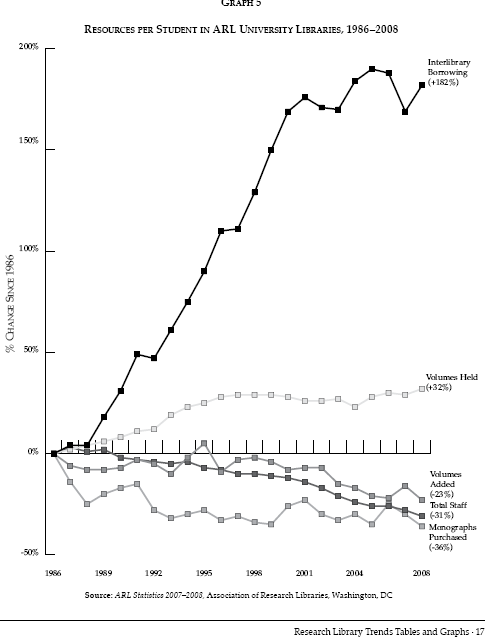 GRAPH 5
RESOURCES PER STUDENT IN ARL UNIVERSITY LIBRARIES, 1986–2008
200%
150%
100%
50%
0%
-50%
% CHANGE SINCE 1986
Interlibrary
Borrowing
(+182%)
Volumes Held
(+32%)
Volumes
Added
(-23%)
Total Staff
(-31%)
Monographs
Purchased
(-36%)
1986 1989 1992 1995 1998 2001 2004 2008
Source: ARL Statistics 2007–2008, Association of Research Libraries, Washington, DC
Research Library Trends Tables and Graphs · 17